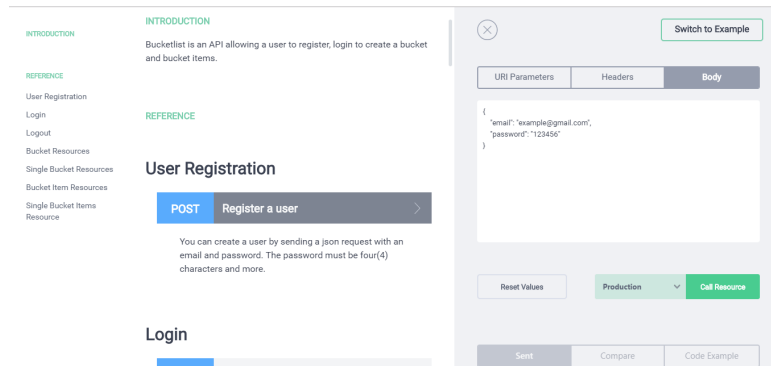 INTRODUCTION
REFERENCE
User Registration
Login
Logout
Bucket Resources
Single Bucket Resources
Bucket Item Resources
Single Bucket Items
Resource
INTRODUCTION
Bucketlist is an API allowing a user to register, login to create a bucket
and bucket items.
REFERENCE
User Registration
POST Register a user
You can create a user by sending a json request with an
email and password. The password must be four(4)
characters and more.
Login
Switch to Example
URI Parameters Headers Body
{
"email": "example@gmail.com",
"password": "123456"
}
Reset Values Production Call Resource
Sent Compare Code Example